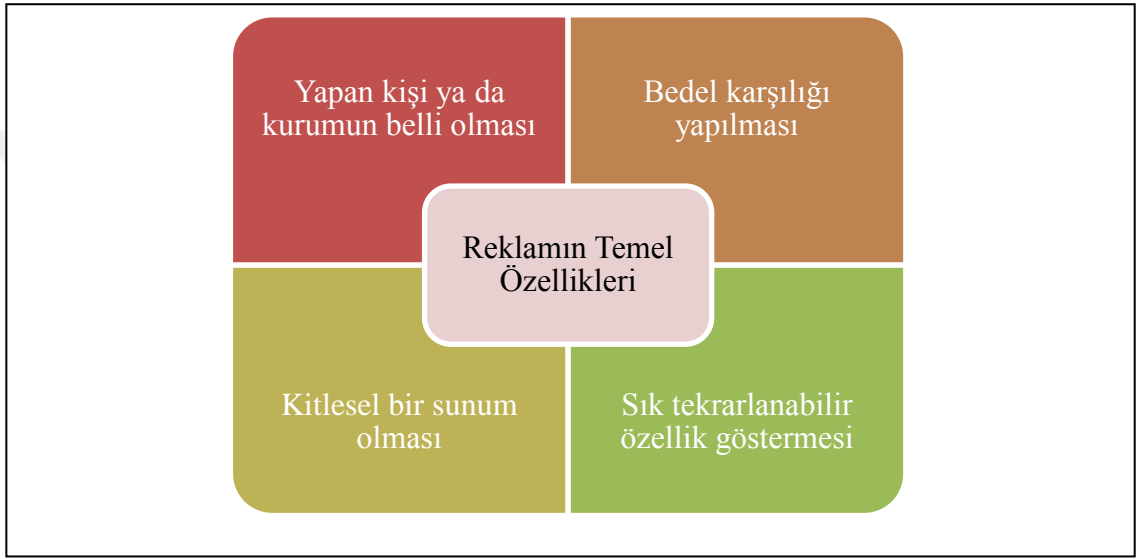 Yapan kişi ya da
kurumun belli olması
Bedel karşılığı
yapılması
Reklamın Temel
Özellikleri
Kitlesel bir sunum
olması
Sık tekrarlanabilir
özellik göstermesi